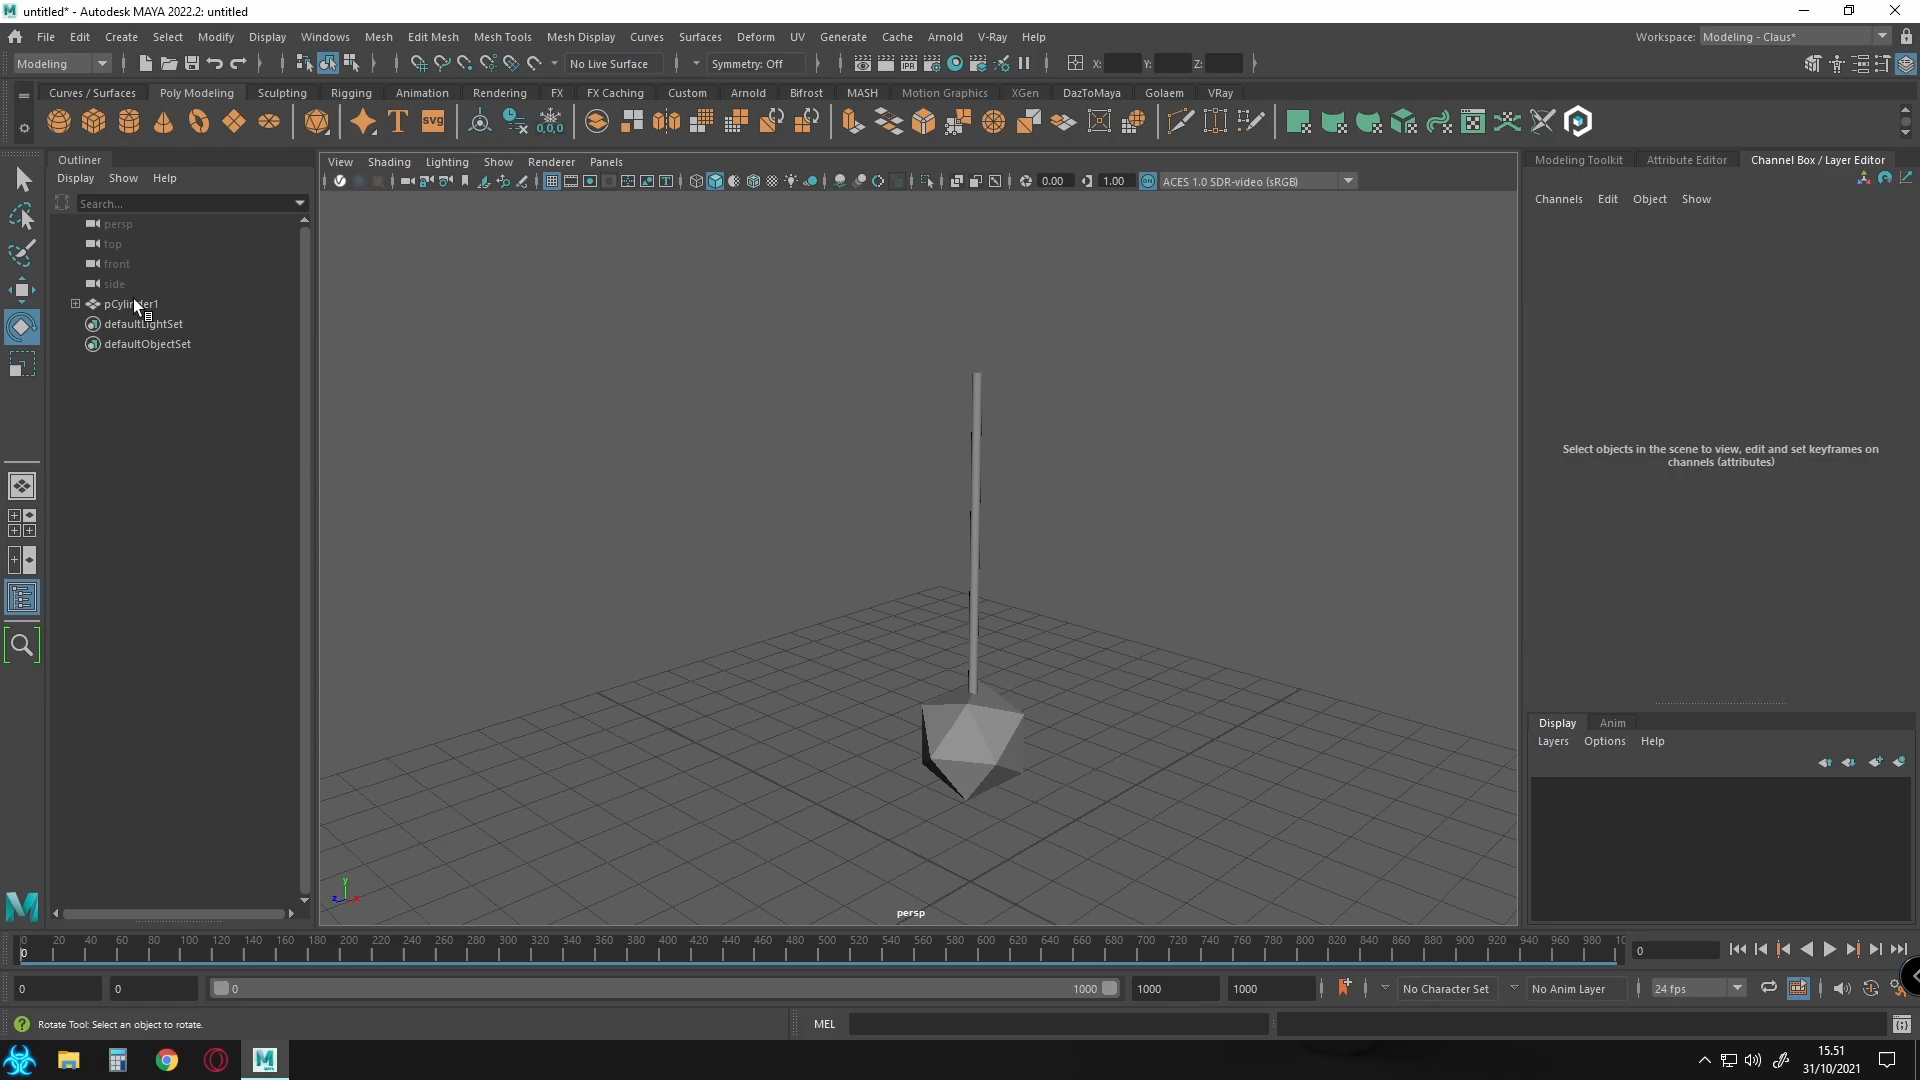 untitled* - Autodesk MAYA 2022.2: untitled
File Edit Create Select Modify Display Windows Mesh Edit Mesh Mesh Tools Mesh Display Curves Surfaces Deform UV Generate Cache Arnold V-Ray Help
Workspace: Modeling - Claus*
Modeling
No Live Surface
Symmetry: Off
IPR
X: Y: Z:
Curves / Surfaces Poly Modeling Sculpting Rigging Animation Rendering FX FX Caching Custom Arnold Bifrost MASH Motion Graphics XGen DazToMaya Golaem VRay
T
SVG
0,0,0
Outliner
Display Show Help
Search...
persp
top
front
side
defaultLightSet
defaultObjectSet
View Shading Lighting Show Renderer Panels
0.00
1.00
ON
ACES 1.0 SDR-video (sRGB)
y
z
x
persp
Modeling Toolkit Attribute Editor Channel Box / Layer Editor
Channels Edit Object Show
Select objects in the scene to view, edit and set keyframes on
channels (attributes)
Display Anim
Layers Options Help
0 20 40 60 80 100 120 140 160 180 200 220 240 260 280 300 320 340 360 380 400 420 440 460 480 500 520 540 560 580 600 620 640 660 680 700 720 740 760 780 800 820 840 860 880 900 920 940 960 980
0
0
0
0
0
1000
1000
1000
No Character Set
No Anim Layer
24 fps
Rotate Tool: Select an object to rotate.
MEL
15.51
31/10/2021